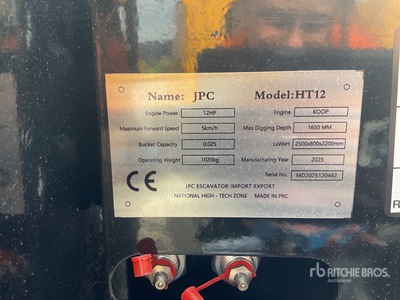 Name: JPC Model:HT12
Engine Power 12HP Engine KOOP
Maximum Forward Speed 5km/h Max Digging Depth 1650 MM
Bucket Capacity 0.025 LxWxH 2500x800x2200mm
Operating Weight 1020kg Manufacturing Year 2025
Serial No.: MD2025120442
CE
JPC ESCAVATOR IMPORT EXPORT
NATIONAL HIGH - TECH ZONE MADE IN PRC
R
rb RITCHIE BROS.
Auctioneers